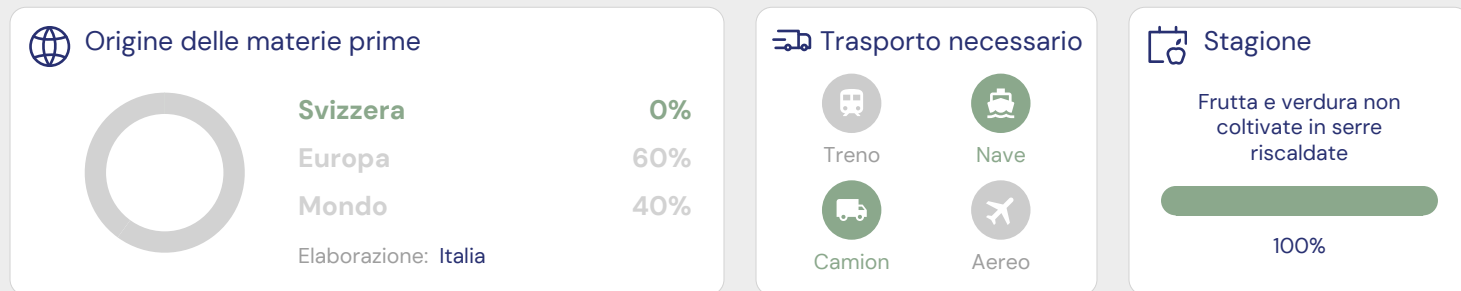 Origine delle materie prime
Svizzera 0%
Europa 60%
Mondo 40%
Elaborazione: Italia
Trasporto necessario
Treno Nave
Camion Aereo
Stagione
Frutta e verdura non
coltivate in serre
riscaldate
100%